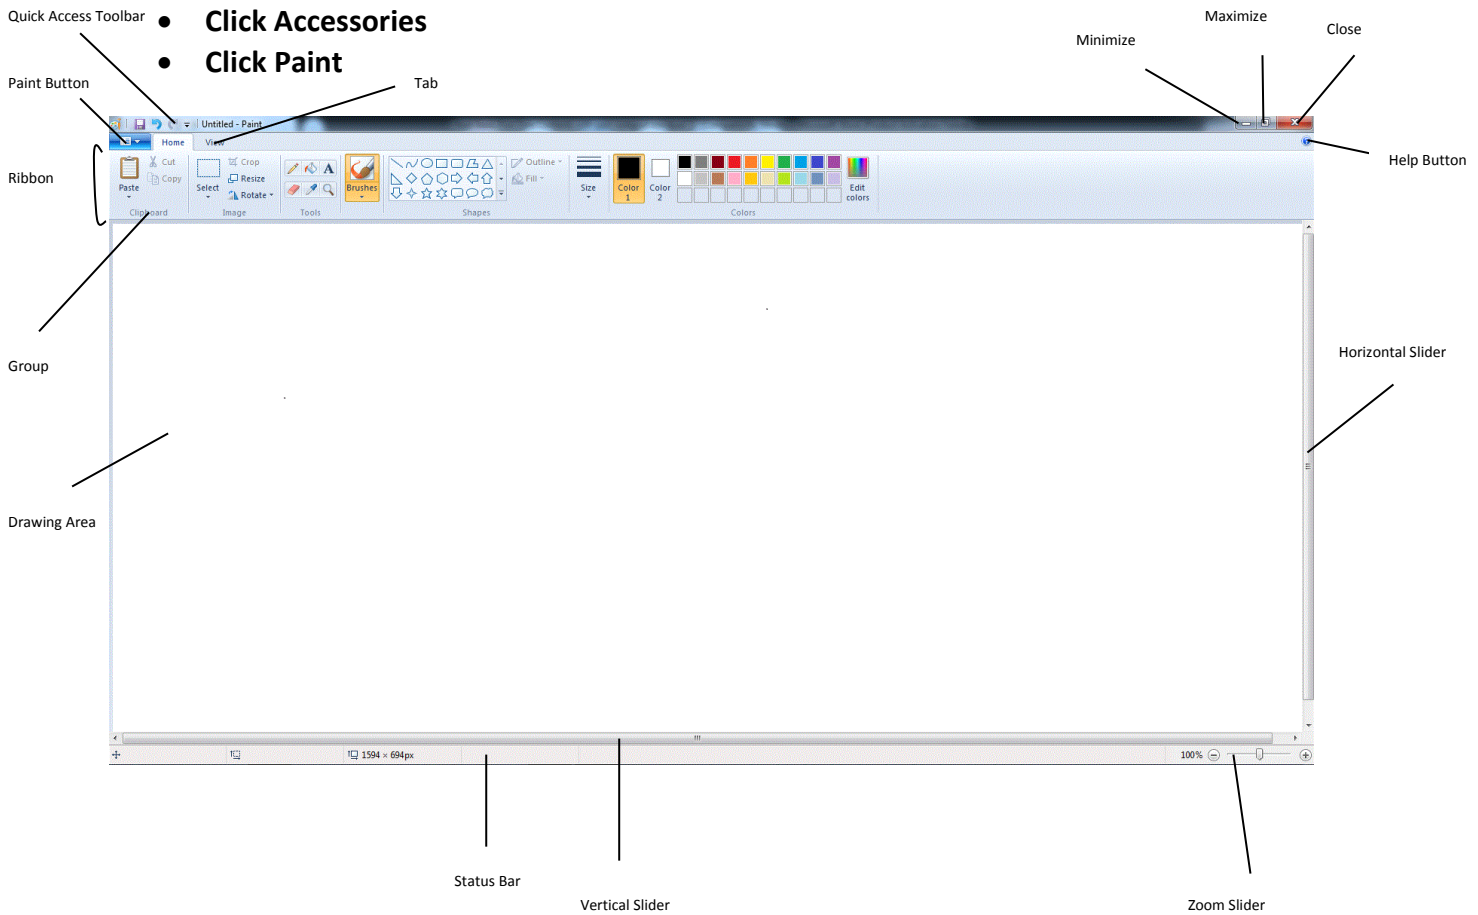 Quick Access Toolbar
• Click Accessories
• Click Paint
Maximize
Close
Minimize
Paint Button
Tab
Untitled - Paint
Home View
Help Button
Ribbon
Paste
Cut
Copy
Clipboard
Select
Crop
Resize
Rotate
Image
A
Tools
Brushes
Outline
Fill
Shapes
Size
Color 1
Color 2
Edit colors
Colors
Group
Horizontal Slider
Drawing Area
1594 × 694px
100%
Status Bar
Vertical Slider
Zoom Slider